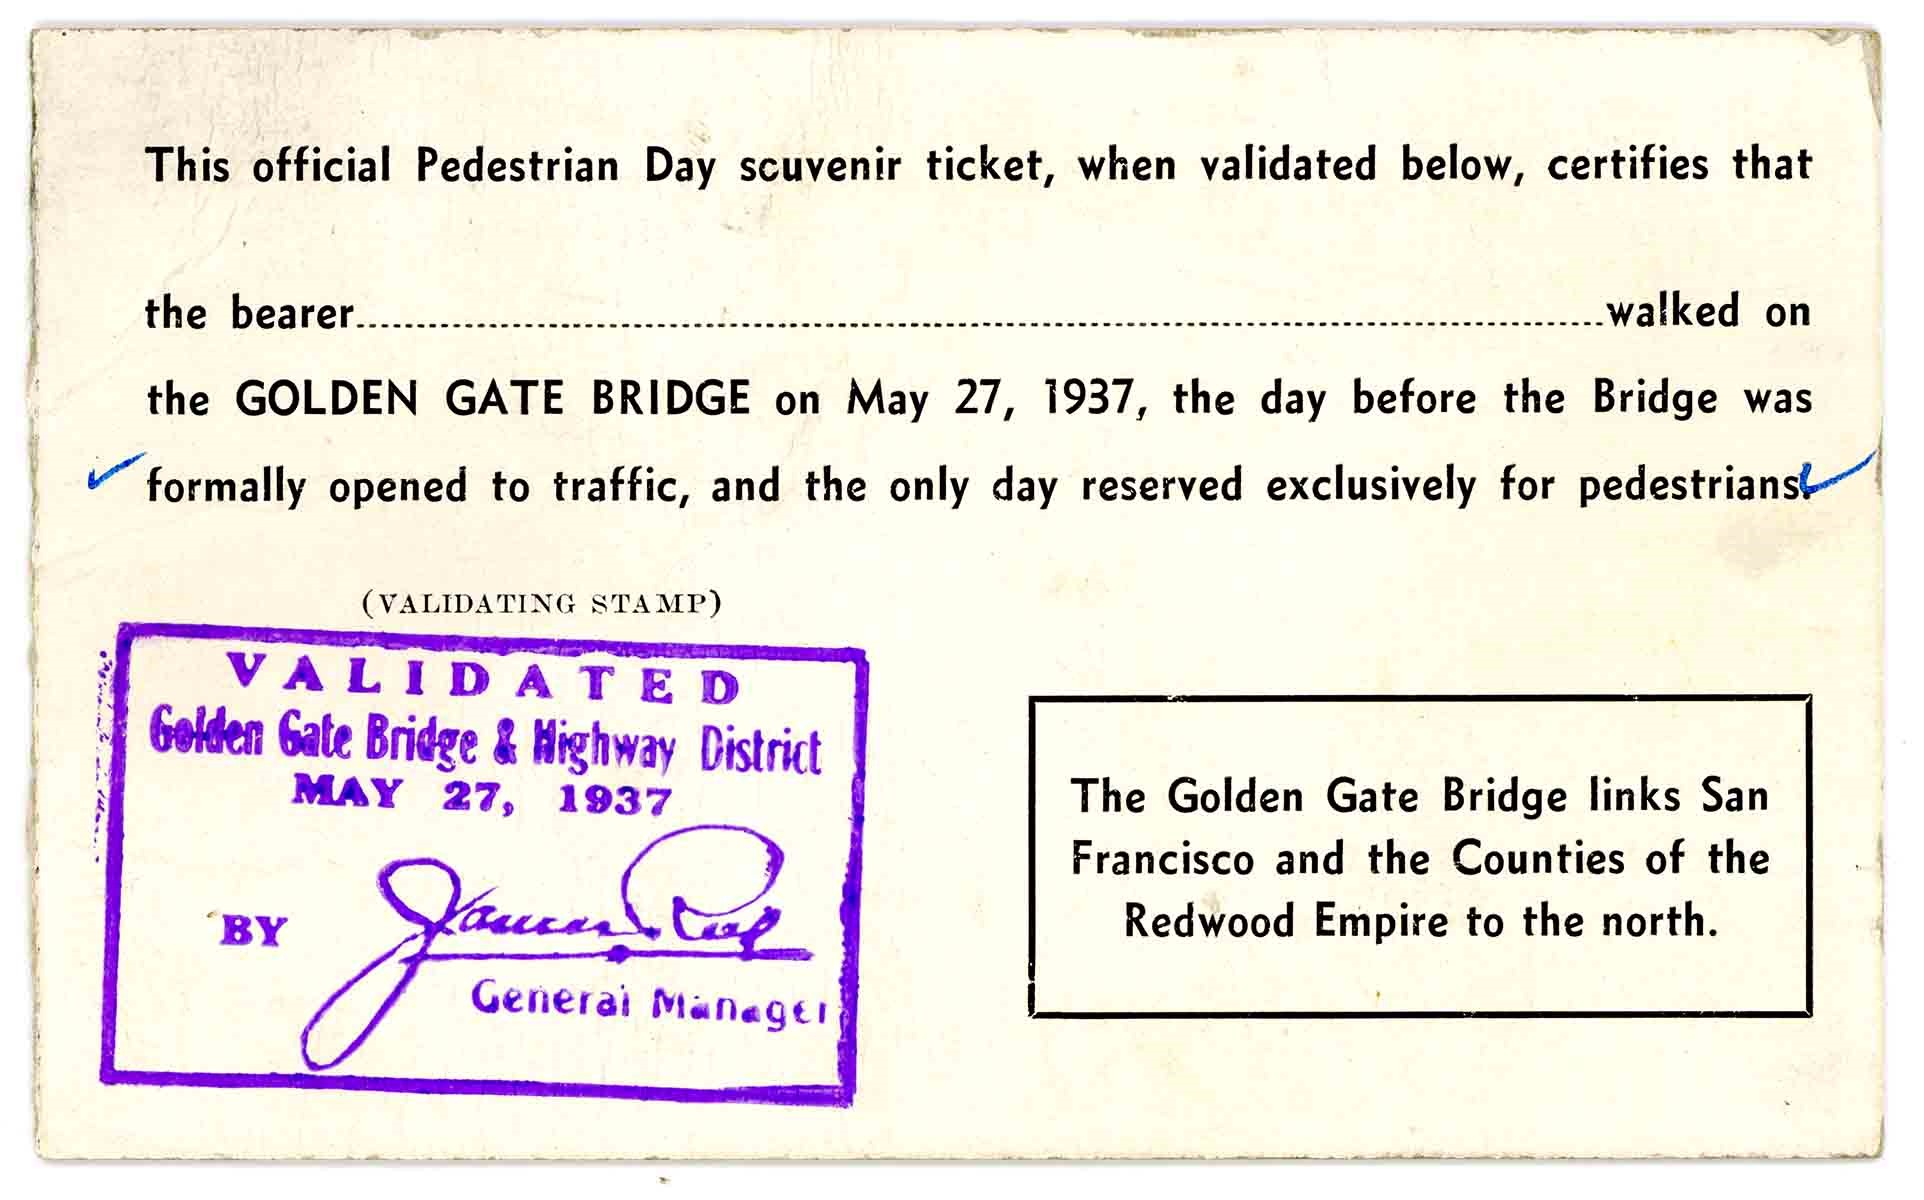 This official Pedestrian Day souvenir ticket, when validated below, certifies that
the bearer..........................................................................................walked on
the GOLDEN GATE BRIDGE on May 27, 1937, the day before the Bridge was
formally opened to traffic, and the only day reserved exclusively for pedestrians.
(VALIDATING STAMP)
VALIDATED
Golden Gate Bridge & Highway District
MAY 27, 1937
BY
General Manager
The Golden Gate Bridge links San
Francisco and the Counties of the
Redwood Empire to the north.